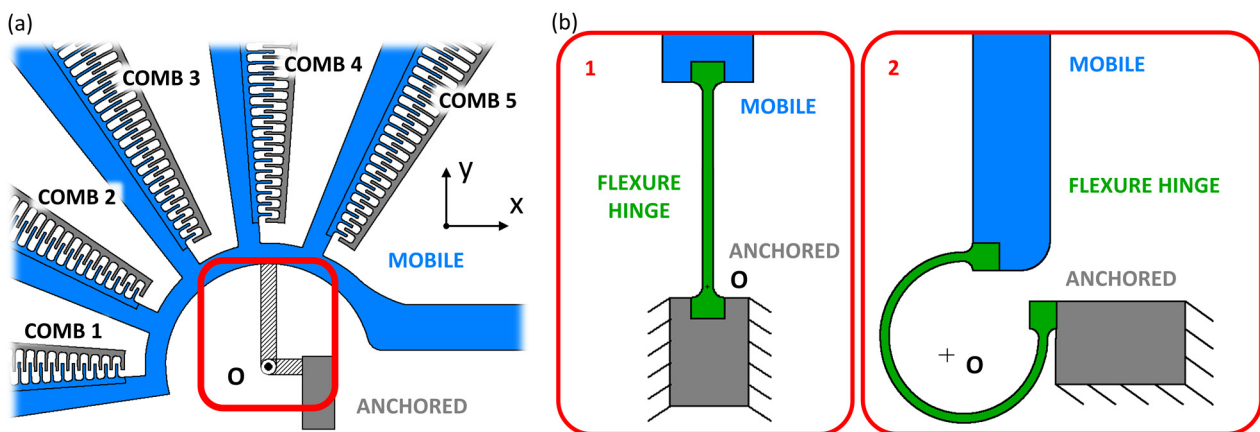 (a)
COMB 1
COMB 2
COMB 3
COMB 4
COMB 5
y
x
MOBILE
O
ANCHORED
(b)
1
MOBILE
FLEXURE
HINGE
ANCHORED
O
2
MOBILE
FLEXURE HINGE
ANCHORED
O